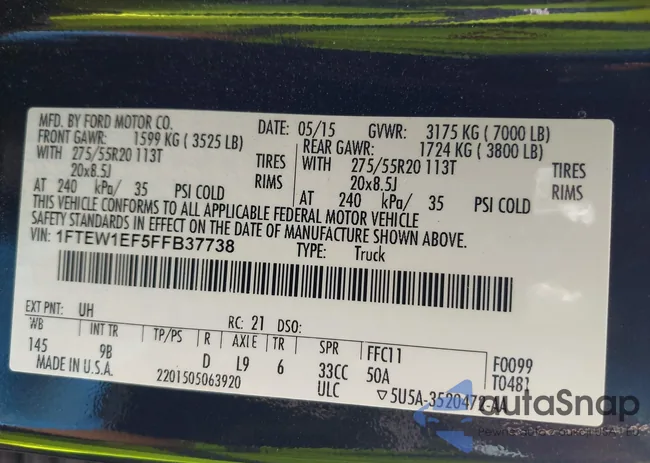 MFD. BY FORD MOTOR CO.
DATE: 05/15 GVWR: 3175 KG ( 7000 LB)
FRONT GAWR: 1599 KG ( 3525 LB) REAR GAWR: 1724 KG ( 3800 LB)
WITH 275/55R20 113T TIRES WITH 275/55R20 113T TIRES
20x8.5J RIMS 20x8.5J RIMS
AT 240 kPa/ 35 PSI COLD AT 240 kPa/ 35 PSI COLD
THIS VEHICLE CONFORMS TO ALL APPLICABLE FEDERAL MOTOR VEHICLE
SAFETY STANDARDS IN EFFECT ON THE DATE OF MANUFACTURE SHOWN ABOVE.
VIN: 1FTEW1EF5FFB37738 TYPE: Truck
EXT PNT: UH RC: 21 DSO:
WB INT TR TP/PS R AXLE TR SPR FFC11 F0099
145 9B D L9 6 33CC 50A T0481
MADE IN U.S.A. 2201505063920 ULC ▽5U5A-3520472-AA
autaSnap